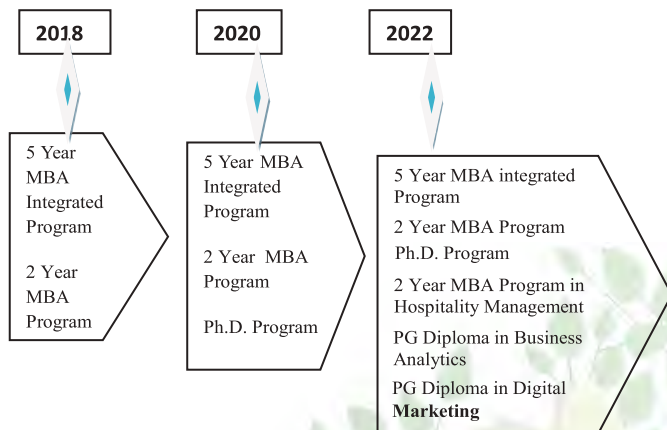 2018
5 Year
MBA
Integrated
Program
2 Year
MBA
Program
2020
5 Year MBA
Integrated
Program
2 Year MBA
Program
Ph.D. Program
2022
5 Year MBA integrated
Program
2 Year MBA Program
Ph.D. Program
2 Year MBA Program in
Hospitality Management
PG Diploma in Business
Analytics
PG Diploma in Digital
Marketing